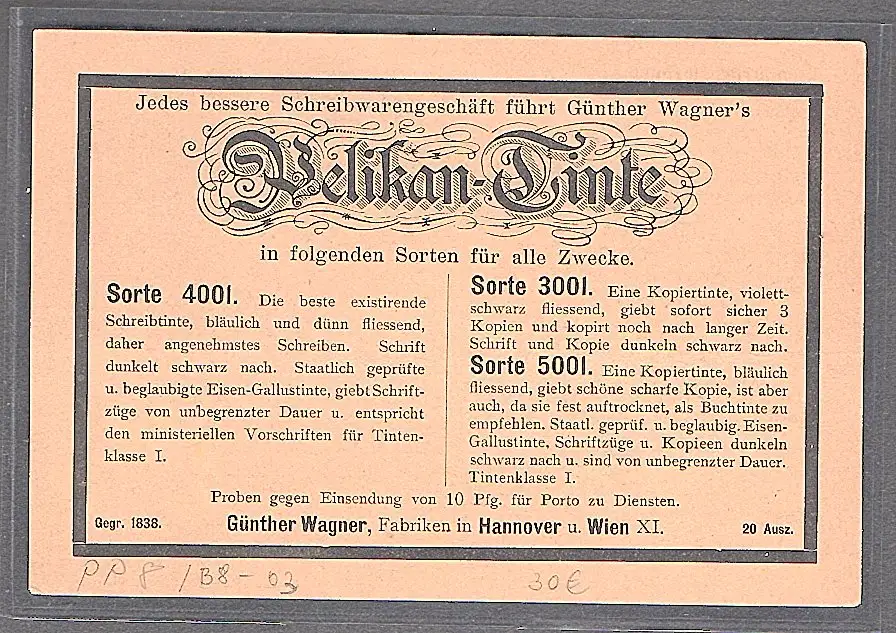 Jedes bessere Schreibwarengeschäft führt Günther Wagner's
Pelikan-Tinte
in folgenden Sorten für alle Zwecke.
Sorte 4001. Die beste existirende
Schreibtinte, bläulich und dünn fliessend,
daher angenehmstes Schreiben. Schrift
dunkelt schwarz nach. Staatlich geprüfte
u. beglaubigte Eisen-Gallustinte, giebt Schrift-
züge von unbegrenzter Dauer u. entspricht
den ministeriellen Vorschriften für Tinten-
klasse I.
Sorte 3001. Eine Kopiertinte, violett-
schwarz fliessend, giebt sofort sicher 3
Kopien und kopirt noch nach langer Zeit.
Schrift und Kopie dunkeln schwarz nach.
Sorte 5001. Eine Kopiertinte, bläulich
fliessend, giebt schöne scharfe Kopie, ist aber
auch, da sie fest auftrocknet, als Buchtinte zu
empfehlen. Staatl. geprüf. u. beglaubig. Eisen-
Gallustinte, Schriftzüge u. Kopieen dunkeln
schwarz nach u. sind von unbegrenzter Dauer.
Tintenklasse I.
Proben gegen Einsendung von 10 Pfg. für Porto zu Diensten.
Gegr. 1838. Günther Wagner, Fabriken in Hannover u. Wien XI. 20 Ausz.
PP 8 / B8 - 03 30€